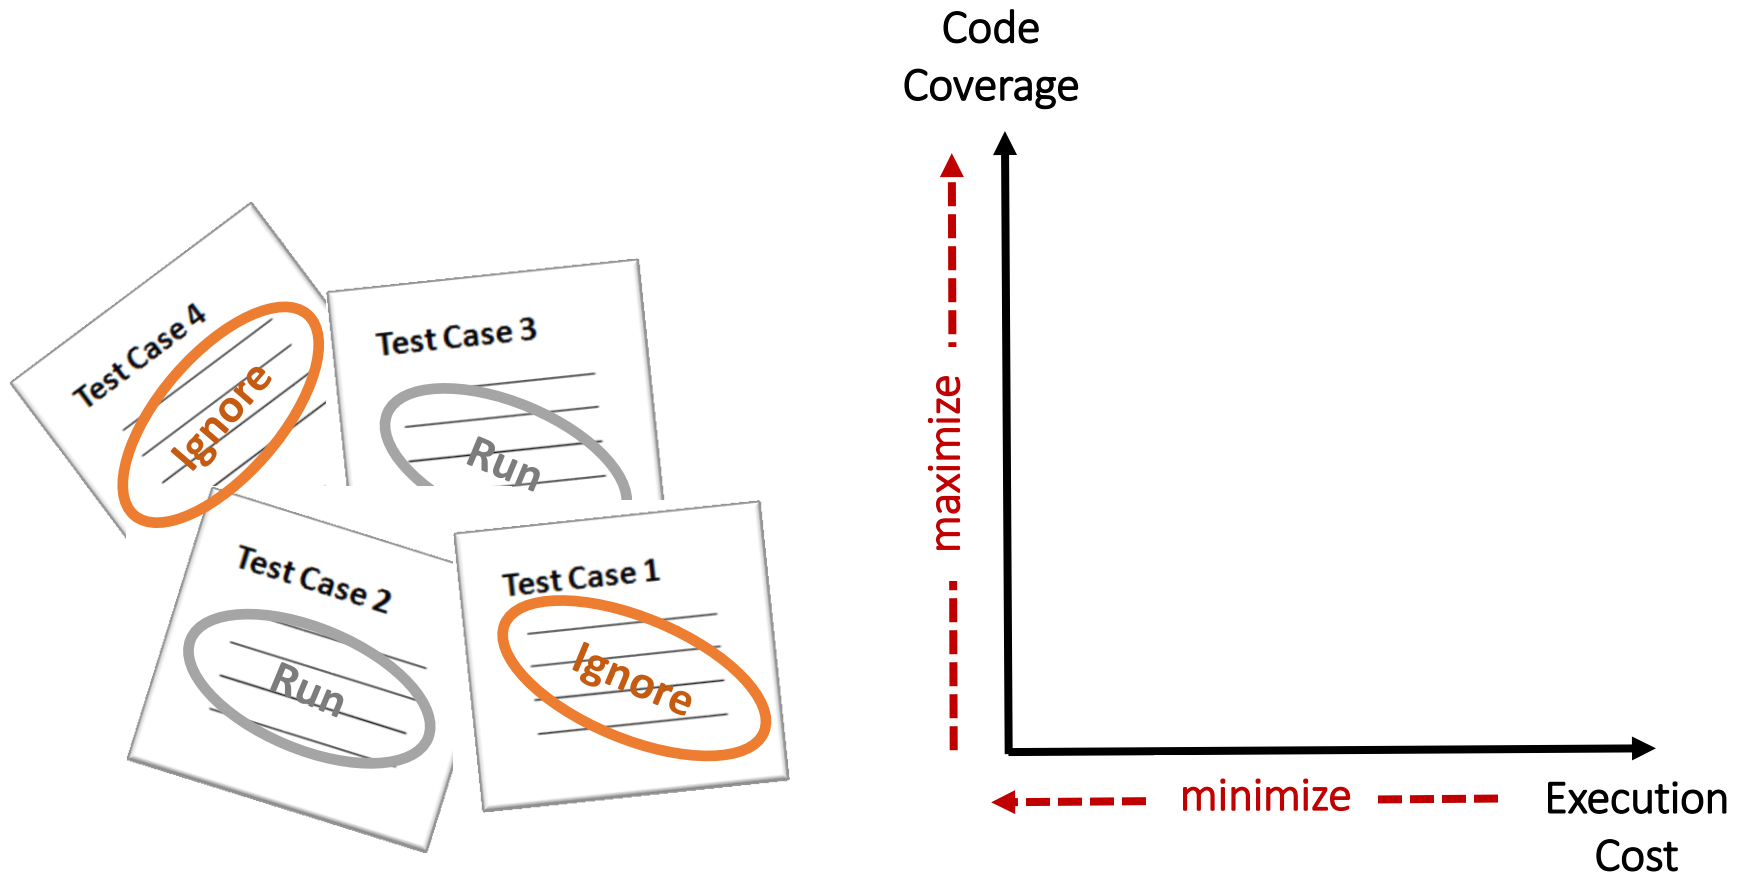 Test Case 4
Ignore
Test Case 3
Run
Test Case 2
Run
Test Case 1
Ignore
Code
Coverage
maximize
minimize
Execution
Cost